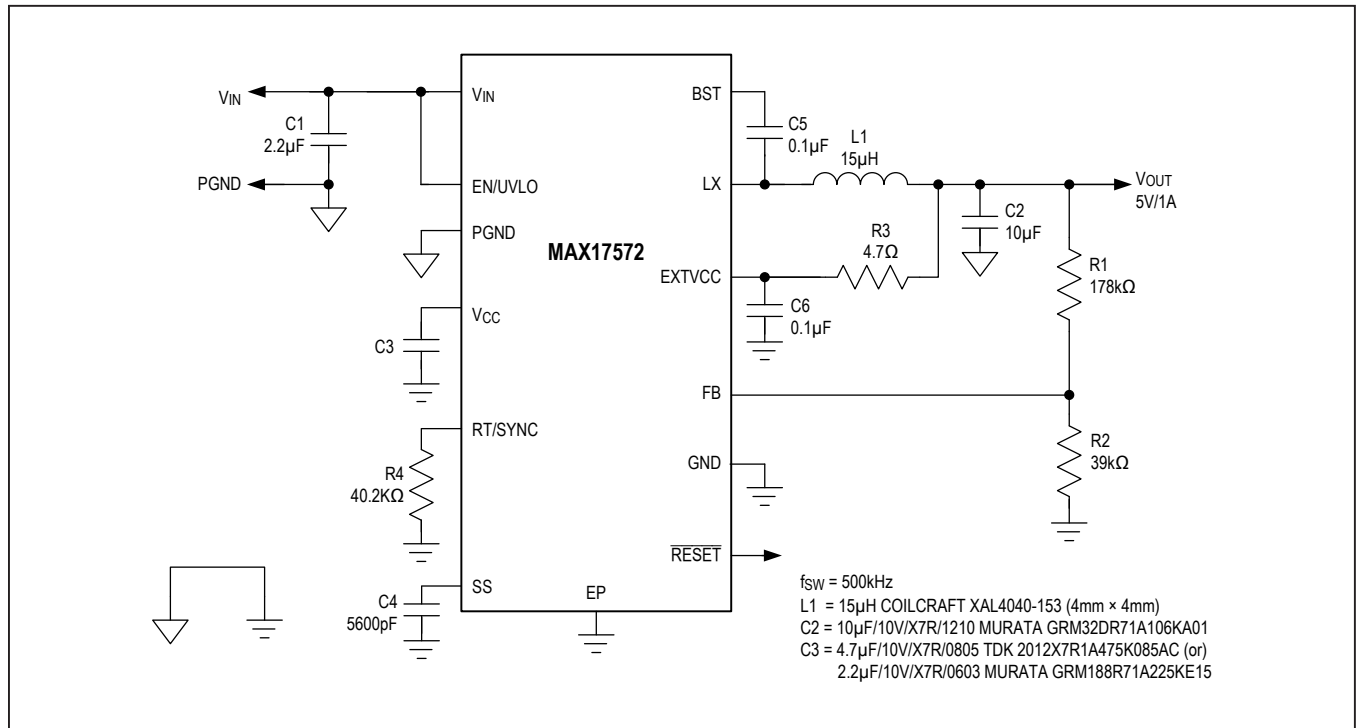 VIN
C1
2.2µF
PGND
VIN
EN/UVLO
PGND
VCC
C3
RT/SYNC
R4
40.2KΩ
SS
C4
5600pF
MAX17572
EP
BST
C5
0.1µF
L1
15µH
LX
VOUT
5V/1A
C2
10µF
R3
4.7Ω
EXTVCC
C6
0.1µF
R1
178kΩ
FB
R2
39kΩ
GND
RESET
fSW = 500kHz
L1 = 15µH COILCRAFT XAL4040-153 (4mm × 4mm)
C2 = 10µF/10V/X7R/1210 MURATA GRM32DR71A106KA01
C3 = 4.7µF/10V/X7R/0805 TDK 2012X7R1A475K085AC (or)
2.2µF/10V/X7R/0603 MURATA GRM188R71A225KE15